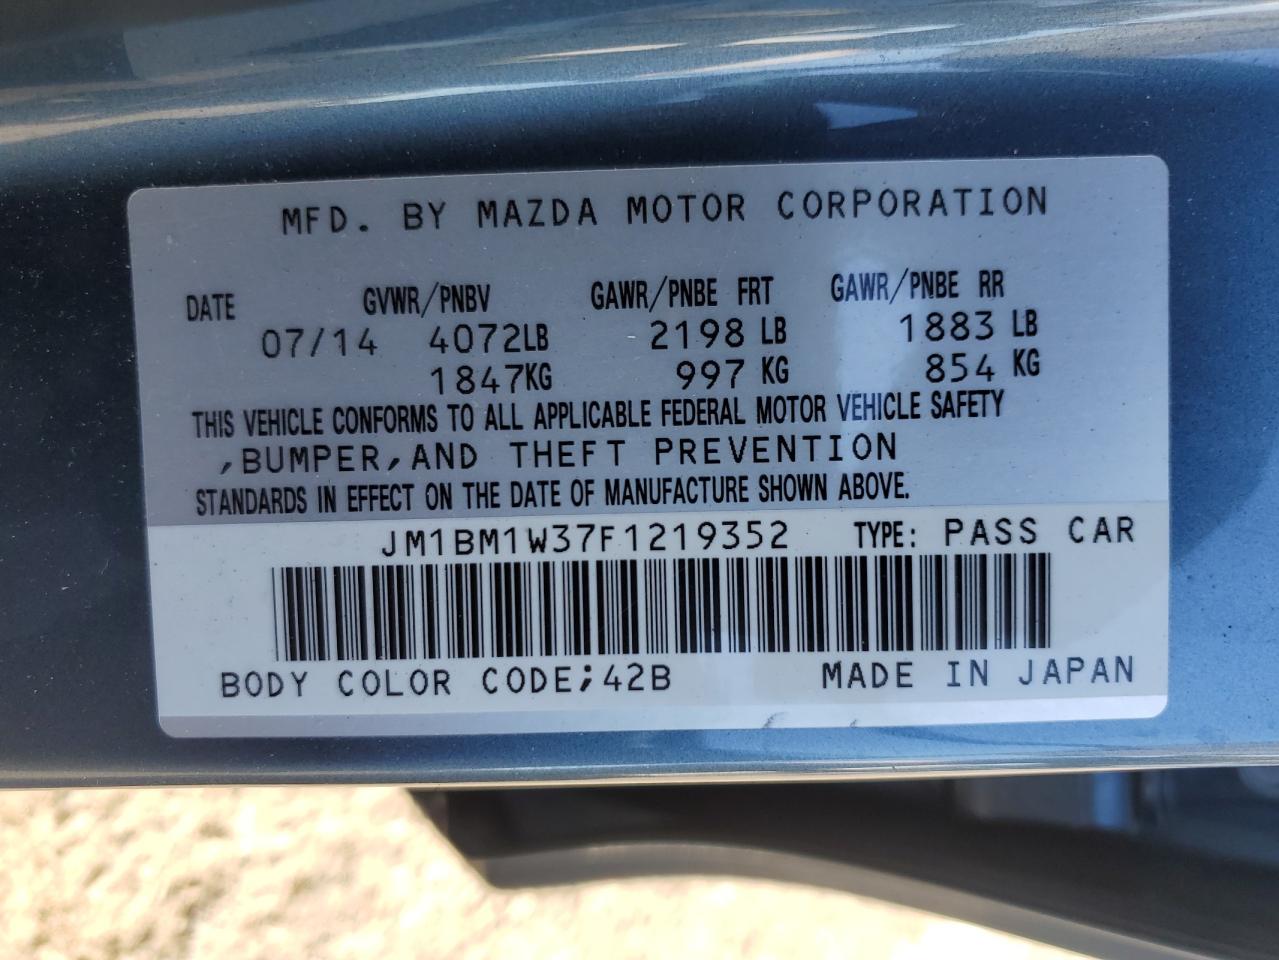 MFD. BY MAZDA MOTOR CORPORATION
DATE GVWR/PNBV GAWR/PNBE FRT GAWR/PNBE RR
07/14 4072LB 2198 LB 1883 LB
1847KG 997 KG 854 KG
THIS VEHICLE CONFORMS TO ALL APPLICABLE FEDERAL MOTOR VEHICLE SAFETY
,BUMPER,AND THEFT PREVENTION
STANDARDS IN EFFECT ON THE DATE OF MANUFACTURE SHOWN ABOVE.
JM1BM1W37F1219352 TYPE: PASS CAR
BODY COLOR CODE;42B MADE IN JAPAN